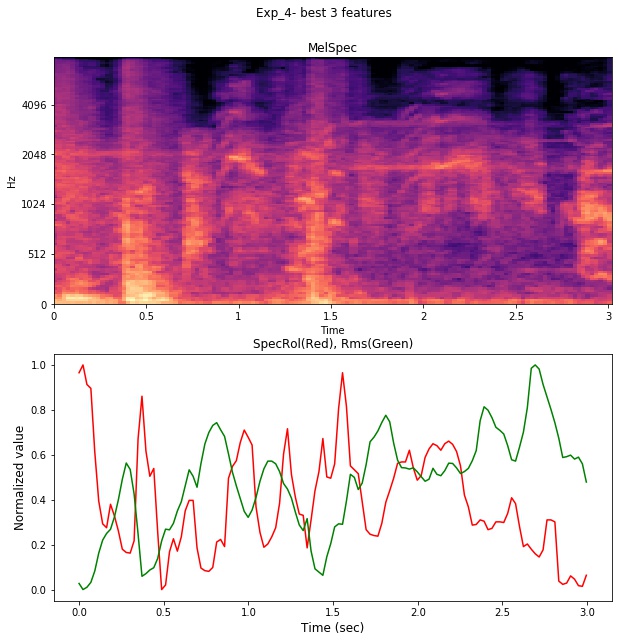 Exp_4- best 3 features
MelSpec
4096
2048
1024
512
0
Hz
0 0.5 1 1.5 2 2.5 3
Time
SpecRol(Red), Rms(Green)
1.0
0.8
0.6
0.4
0.2
0.0
Normalized value
0.0 0.5 1.0 1.5 2.0 2.5 3.0
Time (sec)